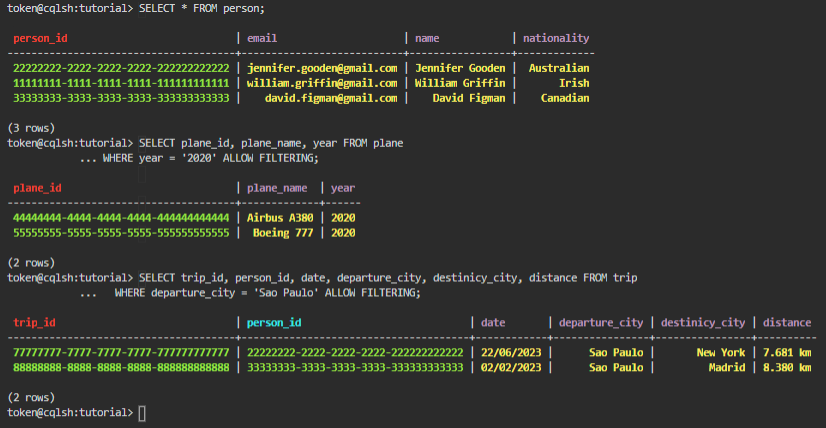 token@cqlsh:tutorial> SELECT * FROM person;
person_id | email | name | nationality
22222222-2222-2222-2222-222222222222 | jennifer.gooden@gmail.com | Jennifer Gooden | Australian
11111111-1111-1111-1111-111111111111 | william.griffin@gmail.com | William Griffin | Irish
33333333-3333-3333-3333-333333333333 | david.figman@gmail.com | David Figman | Canadian
(3 rows)
token@cqlsh:tutorial> SELECT plane_id, plane_name, year FROM plane
... WHERE year = '2020' ALLOW FILTERING;
plane_id | plane_name | year
44444444-4444-4444-4444-444444444444 | Airbus A380 | 2020
55555555-5555-5555-5555-555555555555 | Boeing 777 | 2020
(2 rows)
token@cqlsh:tutorial> SELECT trip_id, person_id, date, departure_city, destinicy_city, distance FROM trip
... WHERE departure_city = 'Sao Paulo' ALLOW FILTERING;
trip_id | person_id | date | departure_city | destinicy_city | distance
77777777-7777-7777-7777-777777777777 | 22222222-2222-2222-2222-222222222222 | 22/06/2023 | Sao Paulo | New York | 7.681 km
88888888-8888-8888-8888-888888888888 | 33333333-3333-3333-3333-333333333333 | 02/02/2023 | Sao Paulo | Madrid | 8.380 km
(2 rows)
token@cqlsh:tutorial>